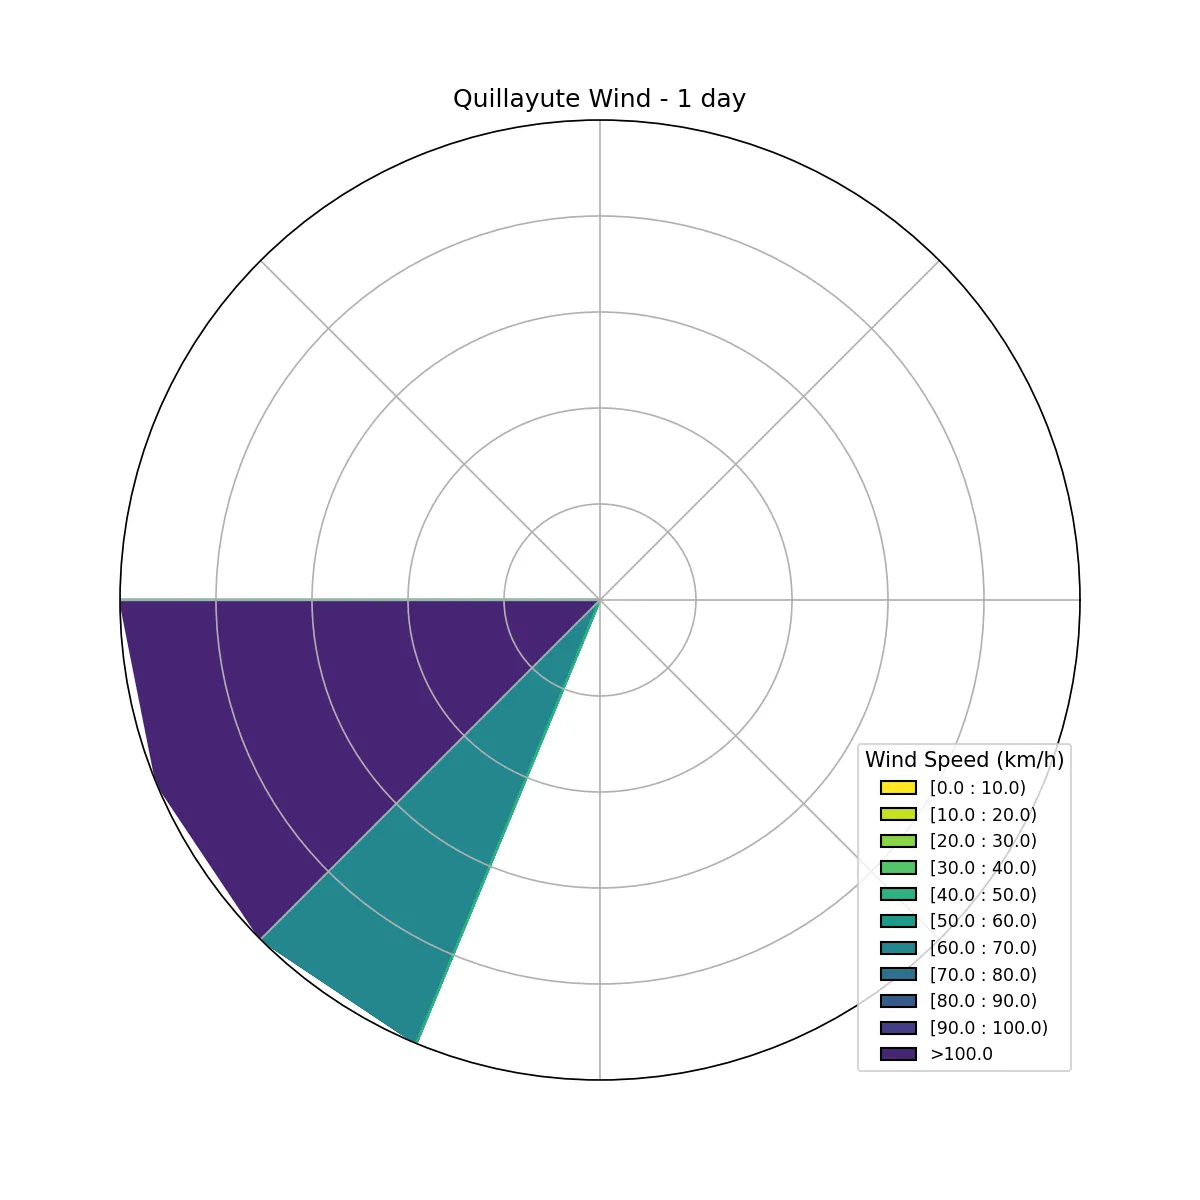 Quillayute Wind - 1 day
Wind Speed (km/h)
[0.0 : 10.0)
[10.0 : 20.0)
[20.0 : 30.0)
[30.0 : 40.0)
[40.0 : 50.0)
[50.0 : 60.0)
[60.0 : 70.0)
[70.0 : 80.0)
[80.0 : 90.0)
[90.0 : 100.0)
>100.0